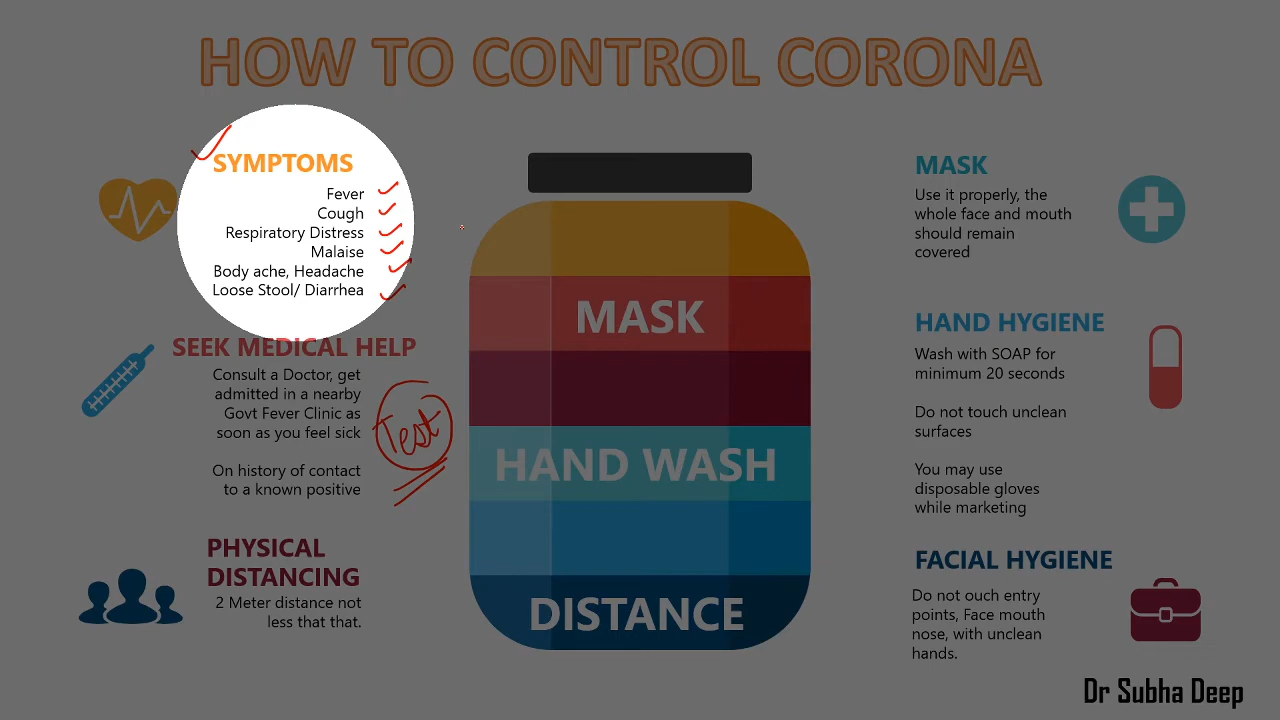 HOW TO CONTROL CORONA
SYMPTOMS
Fever
Cough
Respiratory Distress
Malaise
Body ache, Headache
Loose Stool/ Diarrhea
SEEK MEDICAL HELP
Consult a Doctor, get
admitted in a nearby
Govt Fever Clinic as
soon as you feel sick
On history of contact
to a known positive
Test
PHYSICAL
DISTANCING
2 Meter distance not
less that that.
MASK
HAND WASH
DISTANCE
MASK
Use it properly, the
whole face and mouth
should remain
covered
HAND HYGIENE
Wash with SOAP for
minimum 20 seconds
Do not touch unclean
surfaces
You may use
disposable gloves
while marketing
FACIAL HYGIENE
Do not ouch entry
points, Face mouth
nose, with unclean
hands.
Dr Subha Deep